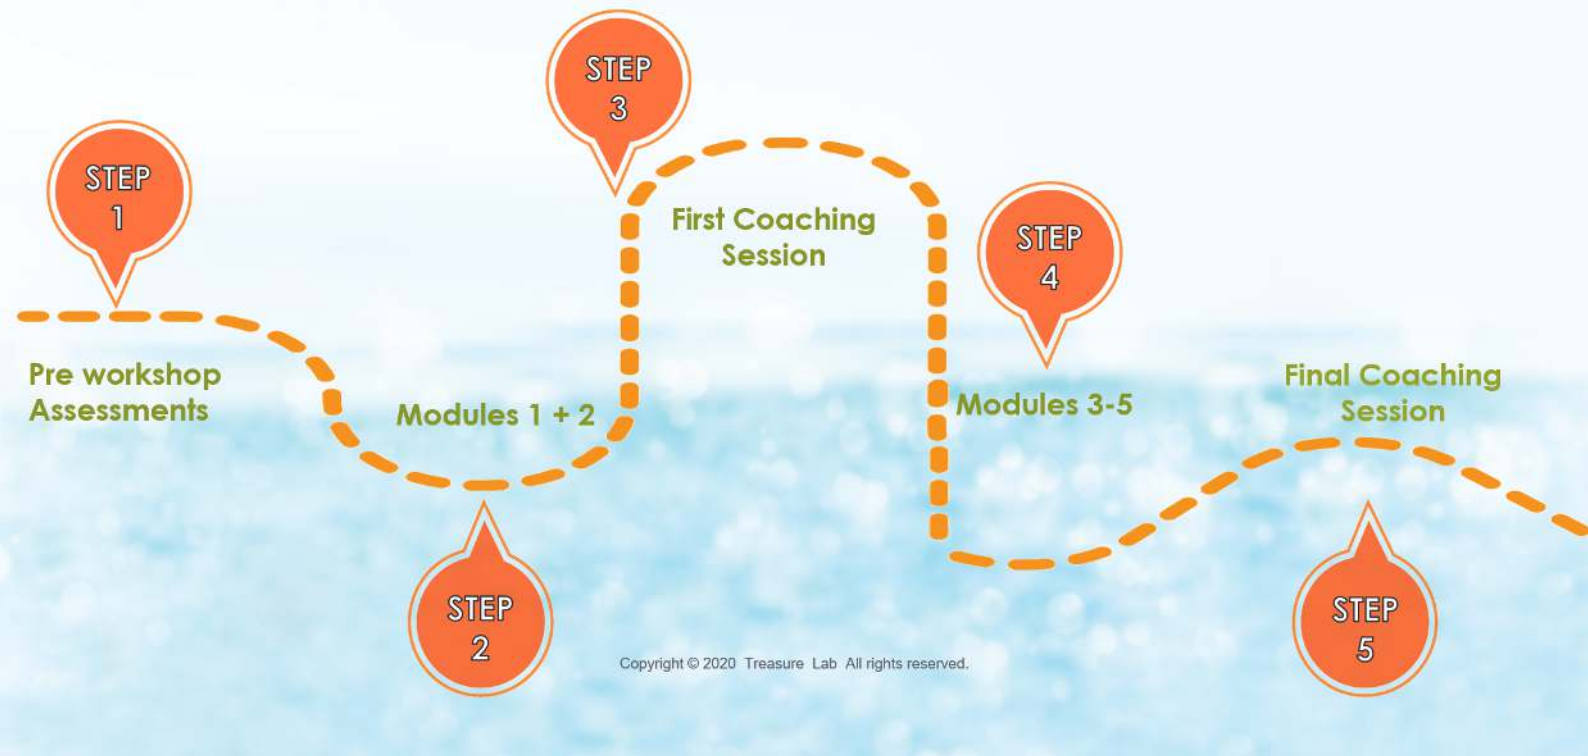 STEP
1
Pre workshop
Assessments
STEP
2
Modules 1 + 2
STEP
3
First Coaching
Session
STEP
4
Modules 3-5
STEP
5
Final Coaching
Session
Copyright © 2020 Treasure Lab All rights reserved.